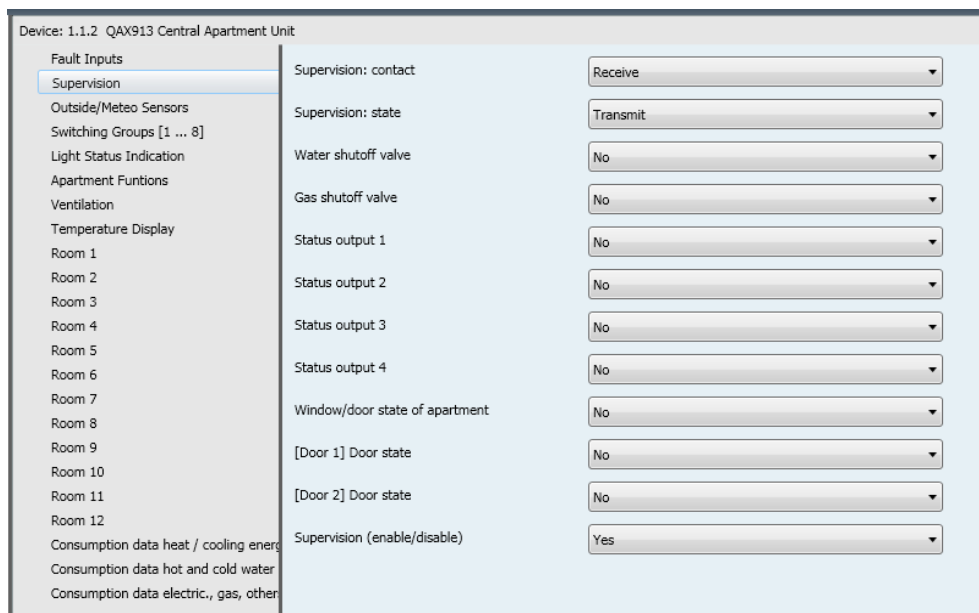 Device: 1.1.2 QAX913 Central Apartment Unit
Fault Inputs
Supervision
Outside/Meteo Sensors
Switching Groups [1 ... 8]
Light Status Indication
Apartment Funtions
Ventilation
Temperature Display
Room 1
Room 2
Room 3
Room 4
Room 5
Room 6
Room 7
Room 8
Room 9
Room 10
Room 11
Room 12
Consumption data heat / cooling energ
Consumption data hot and cold water
Consumption data electric., gas, other
Supervision: contact Receive
Supervision: state Transmit
Water shutoff valve No
Gas shutoff valve No
Status output 1 No
Status output 2 No
Status output 3 No
Status output 4 No
Window/door state of apartment No
[Door 1] Door state No
[Door 2] Door state No
Supervision (enable/disable) Yes